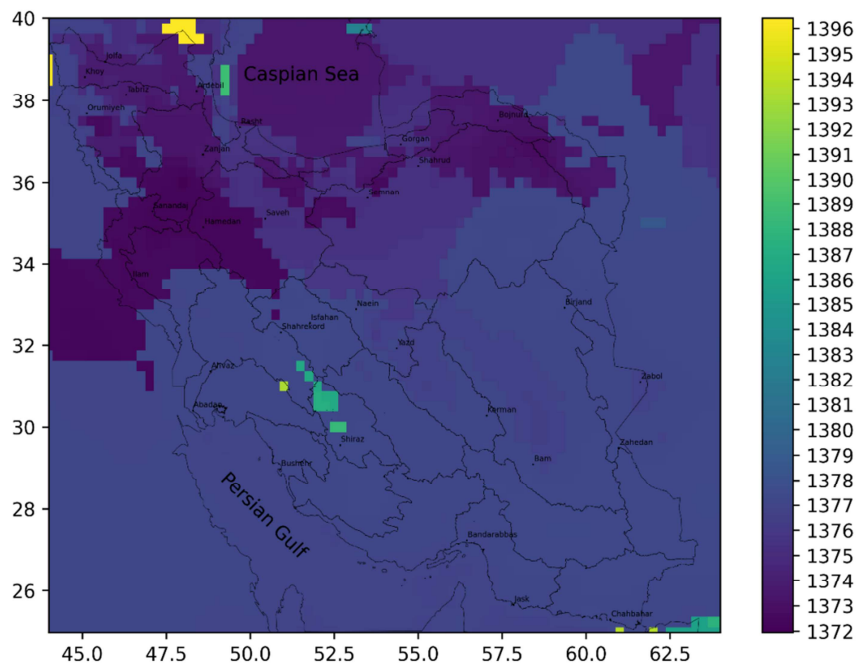 40
38
36
34
32
30
28
26
45.0 47.5 50.0 52.5 55.0 57.5 60.0 62.5
Caspian Sea
Persian Gulf
Jolfa
Khoy
Tabriz
Ardebil
Orumiyeh
Rasht
Bojnurd
Zanjan
Gorgan
Shahrud
Semnan
Sanandaj
Hamedan
Saveh
Ilam
Naein
Birjand
Isfahan
Shahrekord
Yazd
Ahvaz
Zabol
Abadan
Kerman
Shiraz
Zahedan
Bushehr
Bam
Bandarabbas
Jask
Chahbahar
1396
1395
1394
1393
1392
1391
1390
1389
1388
1387
1386
1385
1384
1383
1382
1381
1380
1379
1378
1377
1376
1375
1374
1373
1372